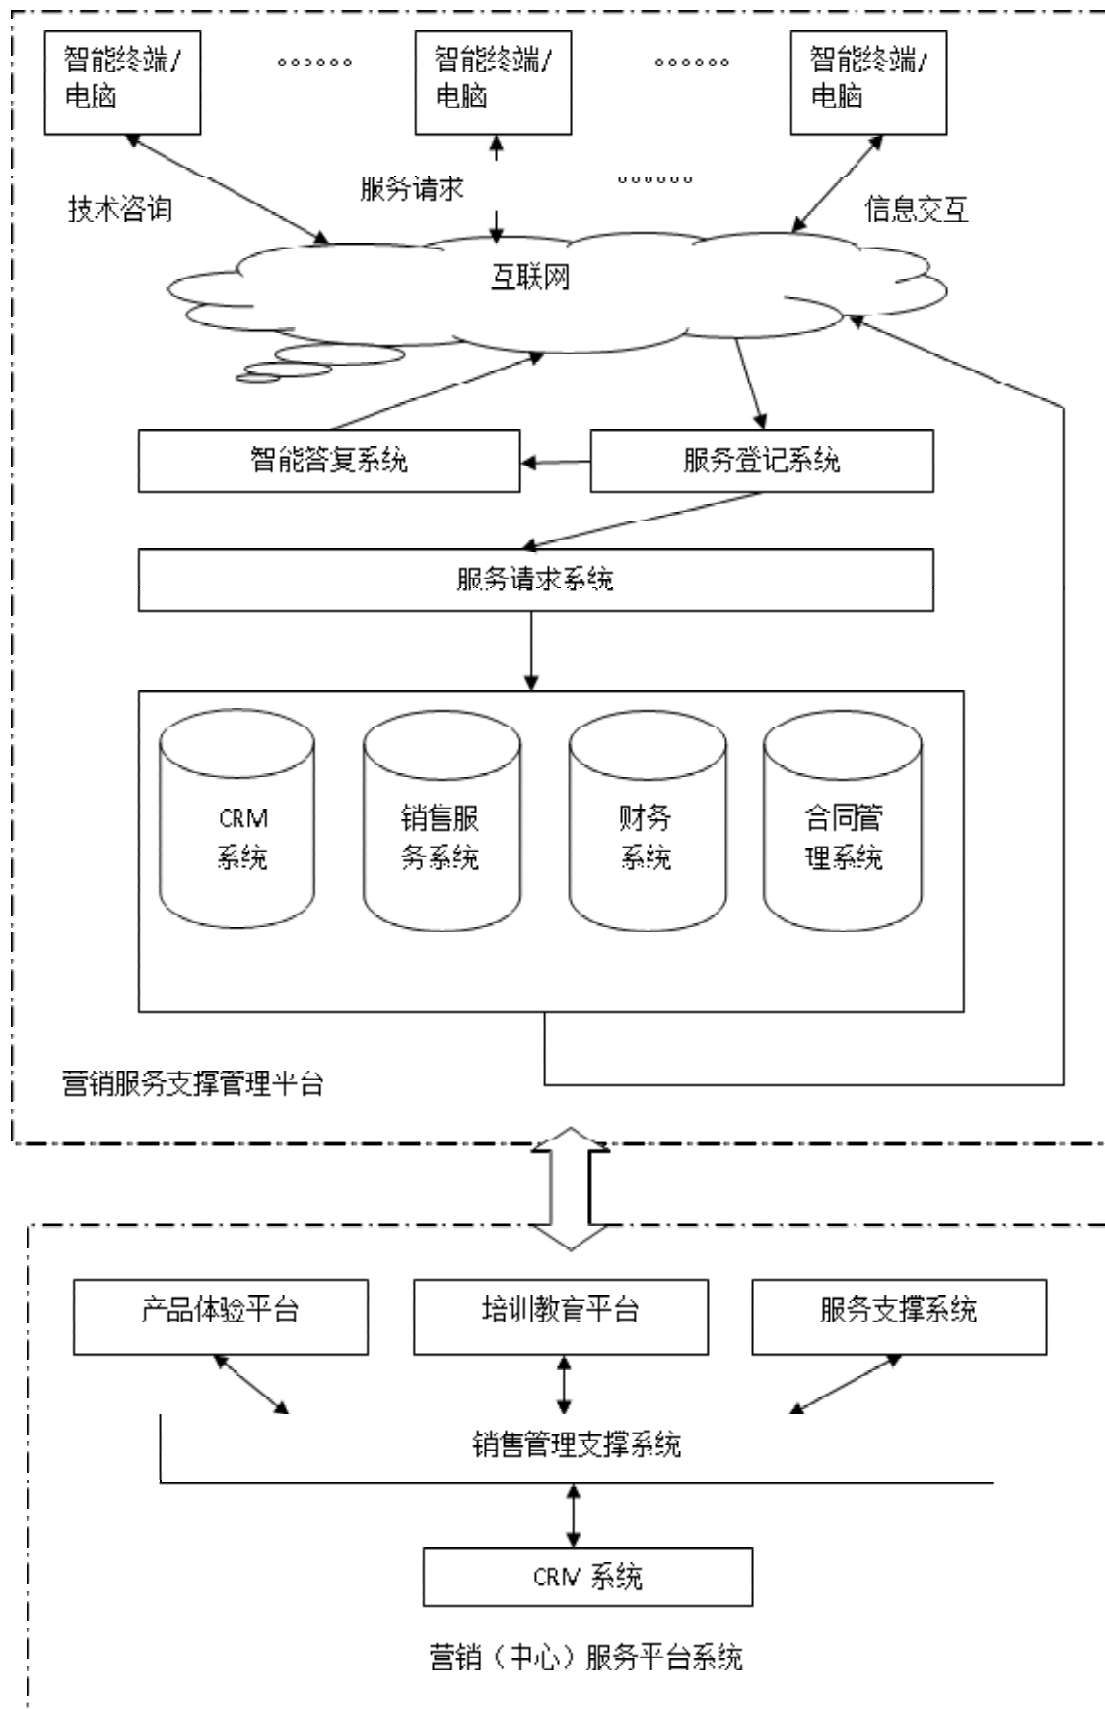 智能终端/
电脑
。。。。。。
智能终端/
电脑
。。。。。。
智能终端/
电脑
技术咨询
服务请求
。。。。。。
信息交互
互联网
智能答复系统
服务登记系统
服务请求系统
CRM
系统
销售服
务系统
财务
系统
合同管
理系统
营销服务支撑管理平台
产品体验平台
培训教育平台
服务支撑系统
销售管理支撑系统
CRM 系统
营销（中心）服务平台系统